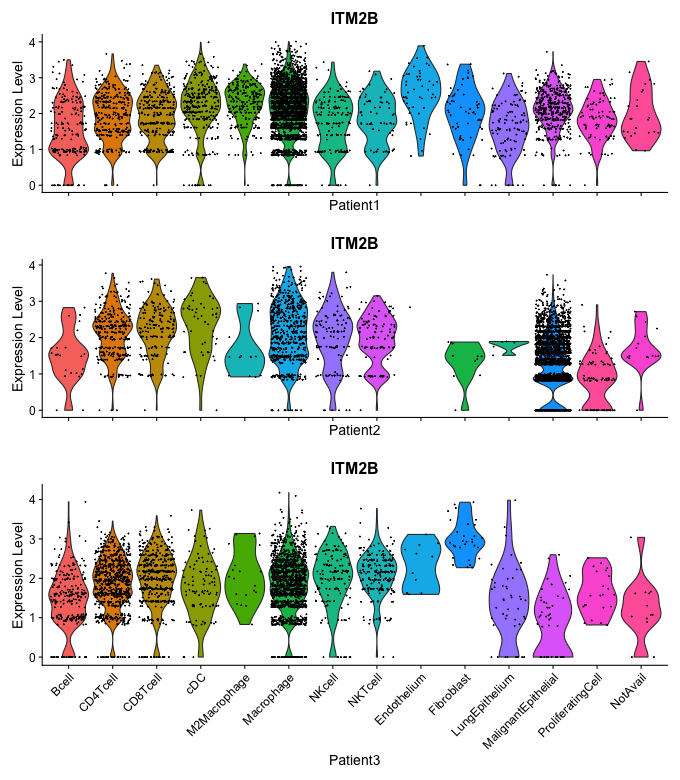 ITM2B
Expression Level
4
3
2
1
0
Patient1
ITM2B
Expression Level
4
3
2
1
0
Patient2
ITM2B
Expression Level
4
3
2
1
0
Bcell
CD4Tcell
CD8Tcell
cDC
M2Macrophage
Macrophage
NKcell
NKTcell
Endothelium
Fibroblast
LungEpithelium
MalignantEpithelial
ProliferatingCell
NotAvail
Patient3